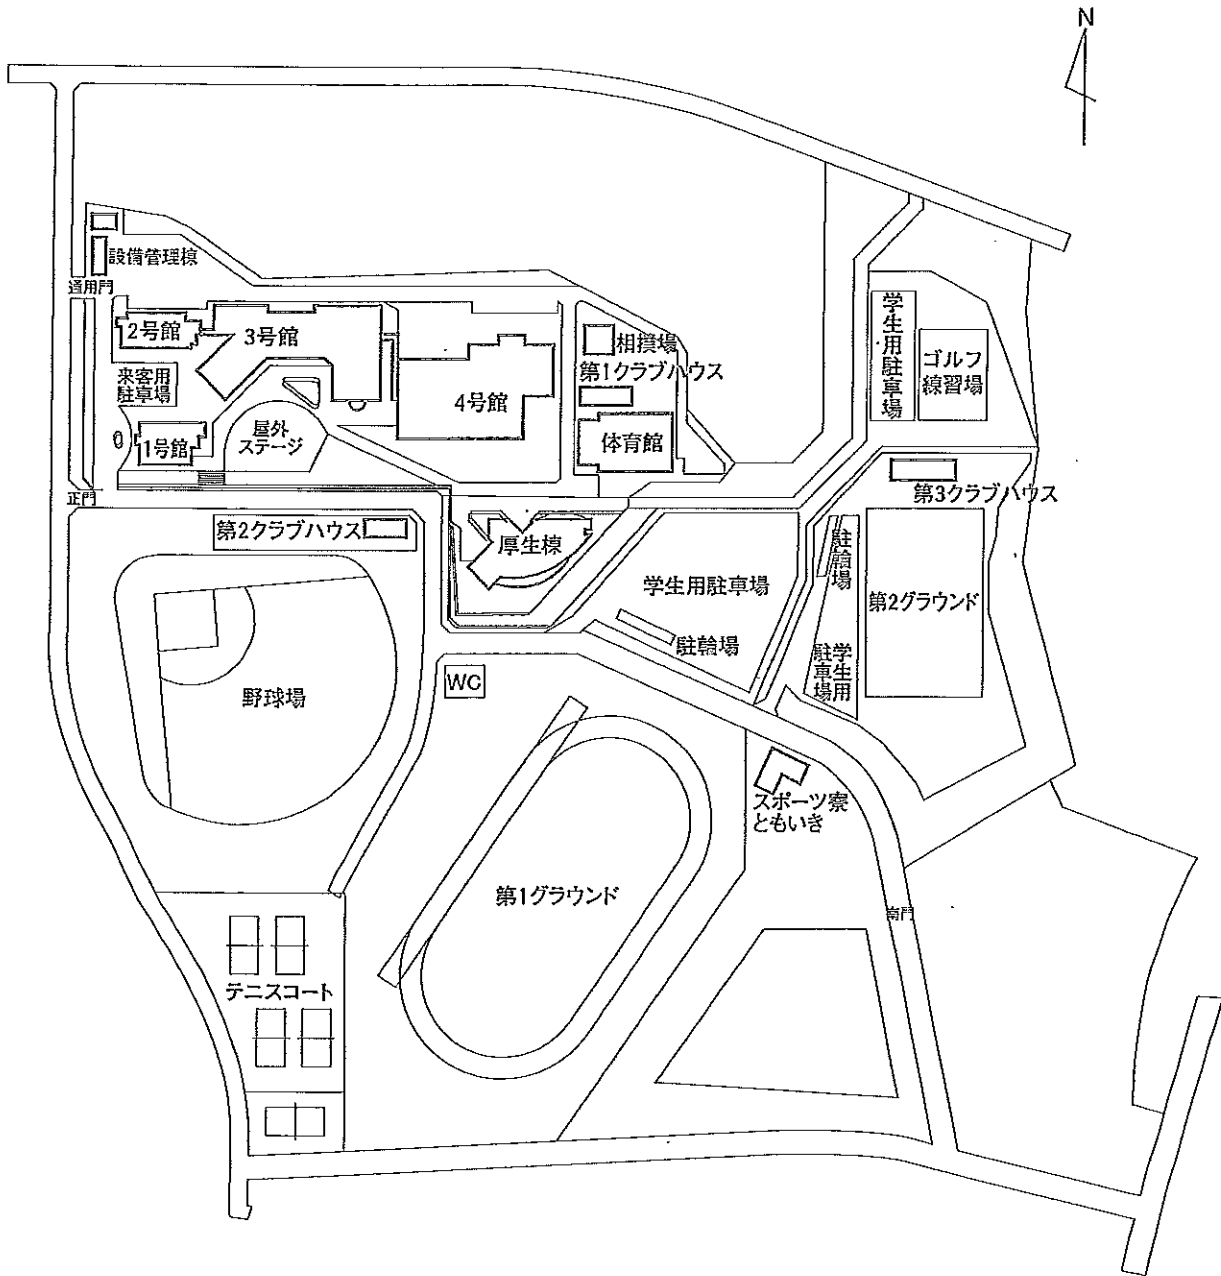 N
設備管理棟
通用門
2号館
3号館
来客用
駐車場
1号館
屋外
ステージ
4号館
相撲場
第1クラブハウス
体育館
学生用駐車場
ゴルフ
練習場
正門
第2クラブハウス
厚生棟
第3クラブハウス
学生用駐車場
駐輪場
駐輪場
第2グラウンド
学生用
駐車場
野球場
WC
スポーツ寮
ともいき
第1グラウンド
南門
テニスコート